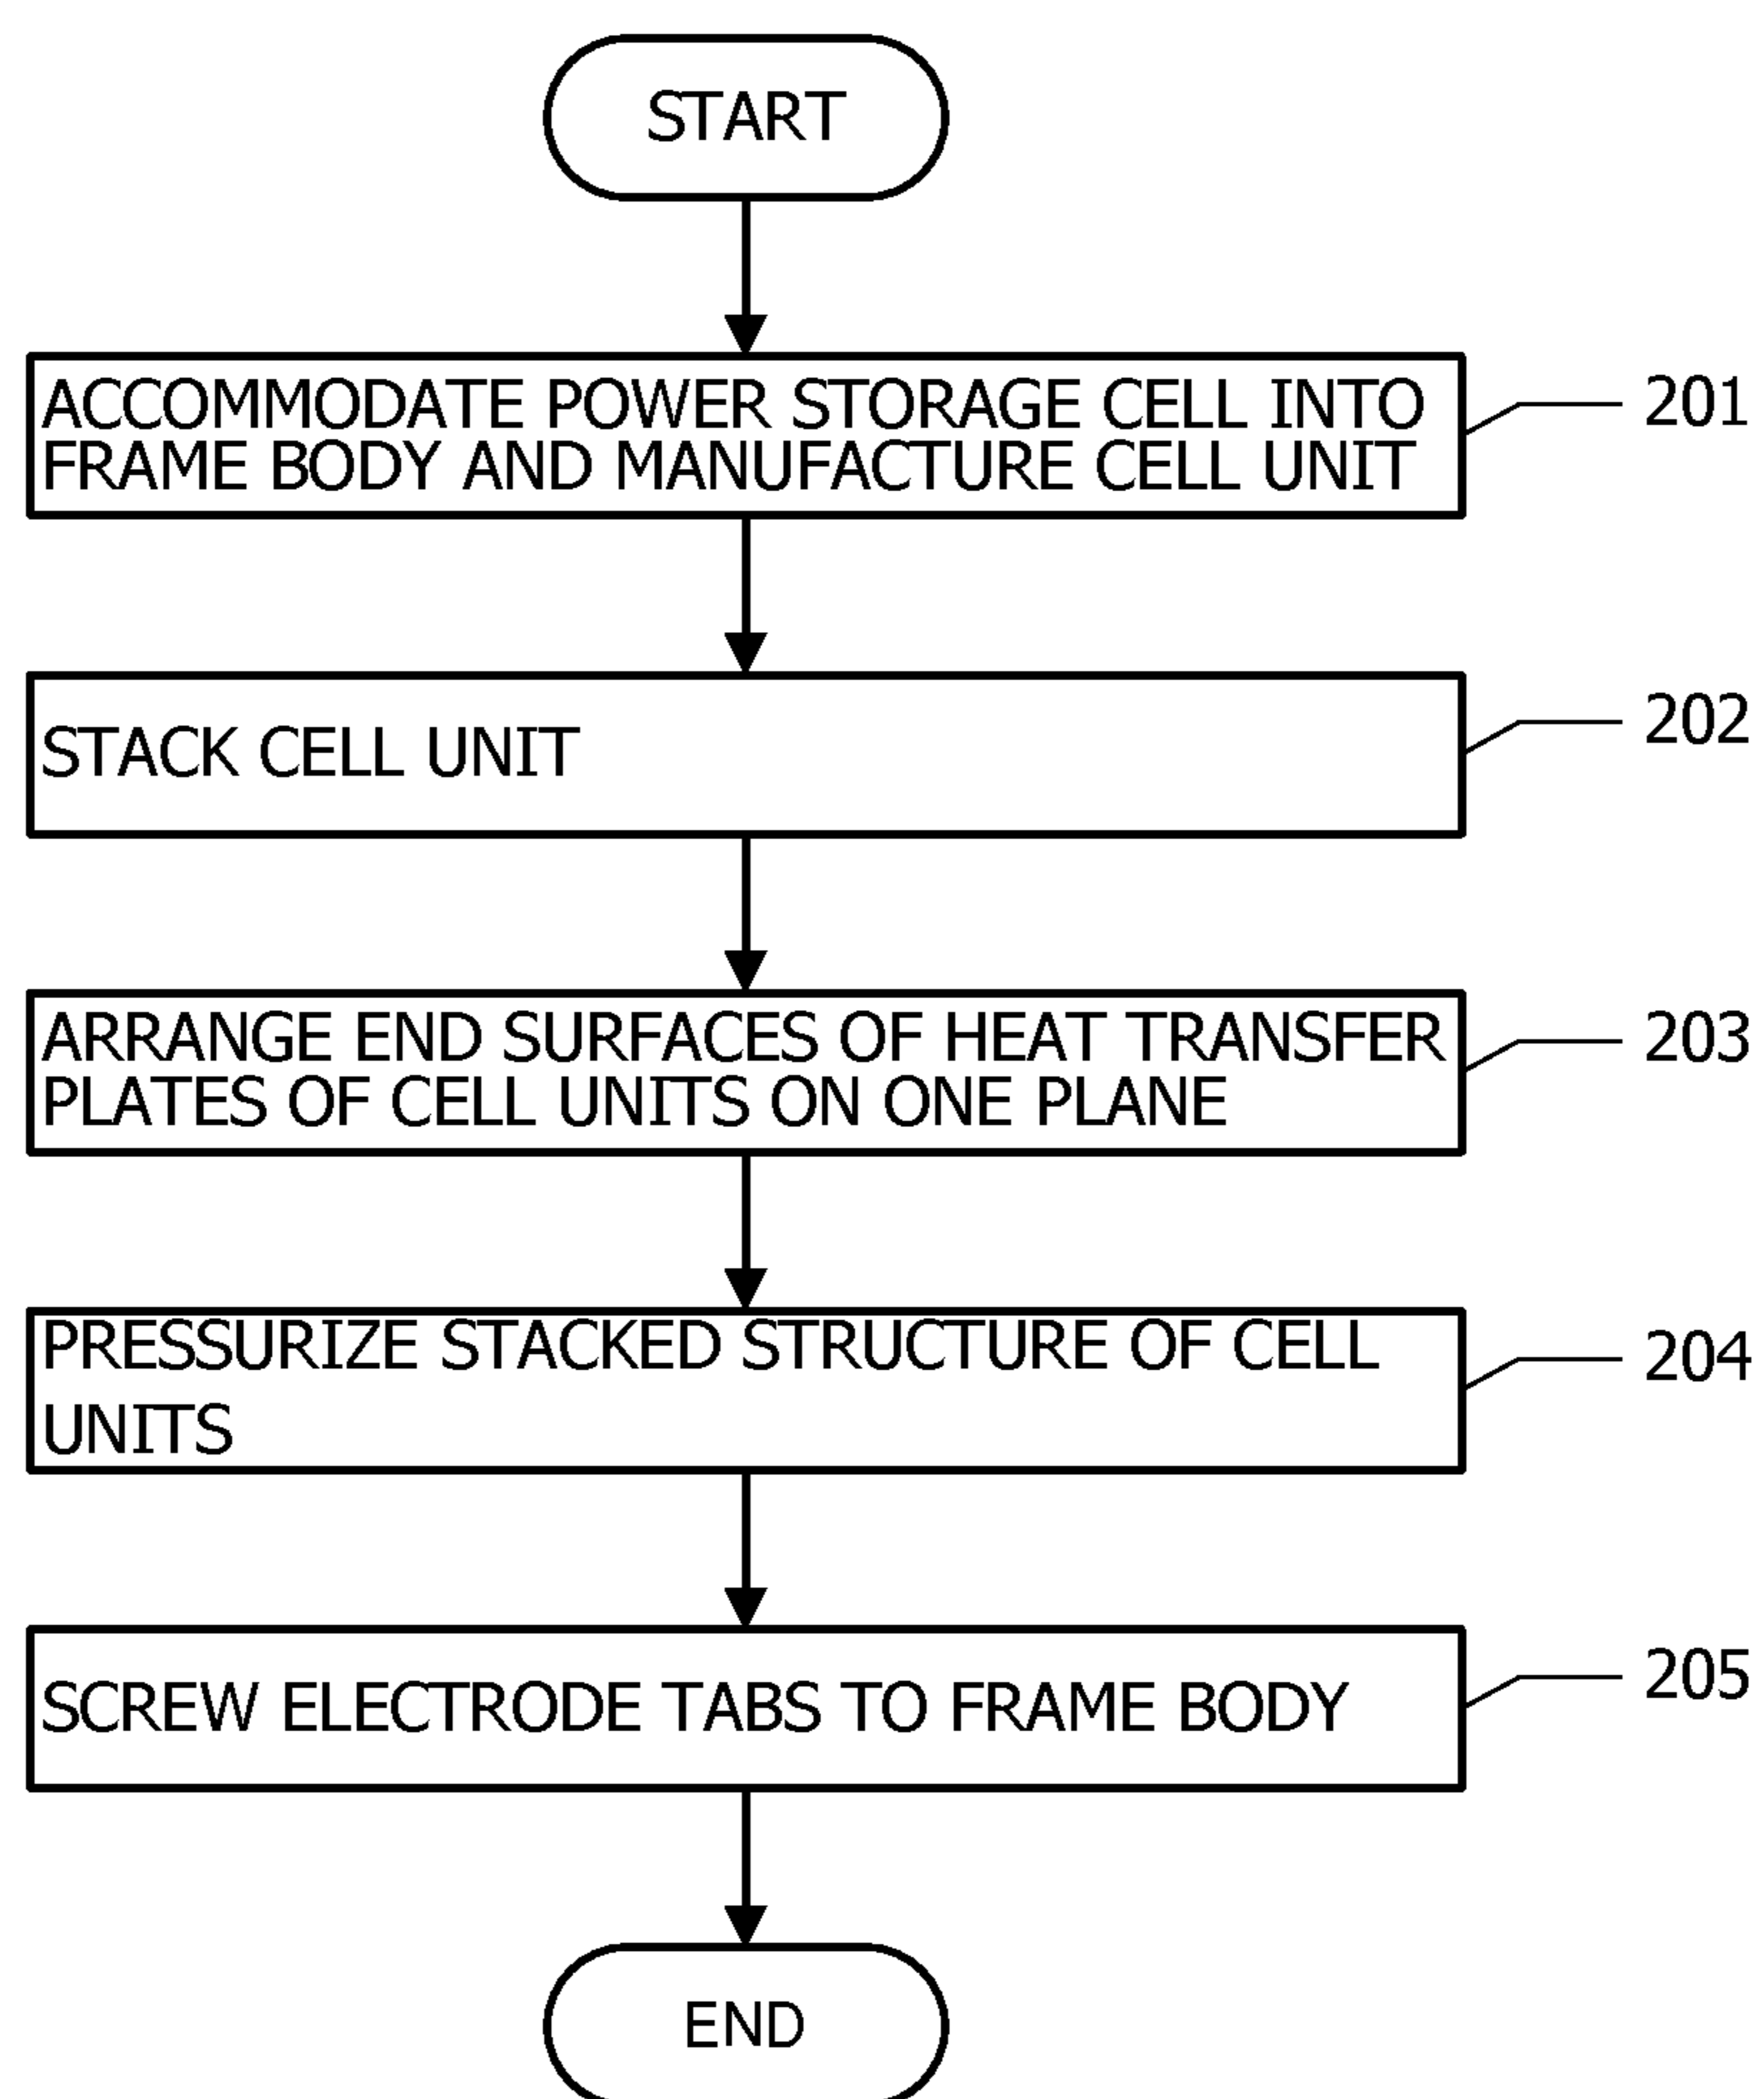 START
ACCOMMODATE POWER STORAGE CELL INTO
FRAME BODY AND MANUFACTURE CELL UNIT
201
STACK CELL UNIT
202
ARRANGE END SURFACES OF HEAT TRANSFER
PLATES OF CELL UNITS ON ONE PLANE
203
PRESSURIZE STACKED STRUCTURE OF CELL
UNITS
204
SCREW ELECTRODE TABS TO FRAME BODY
205
END